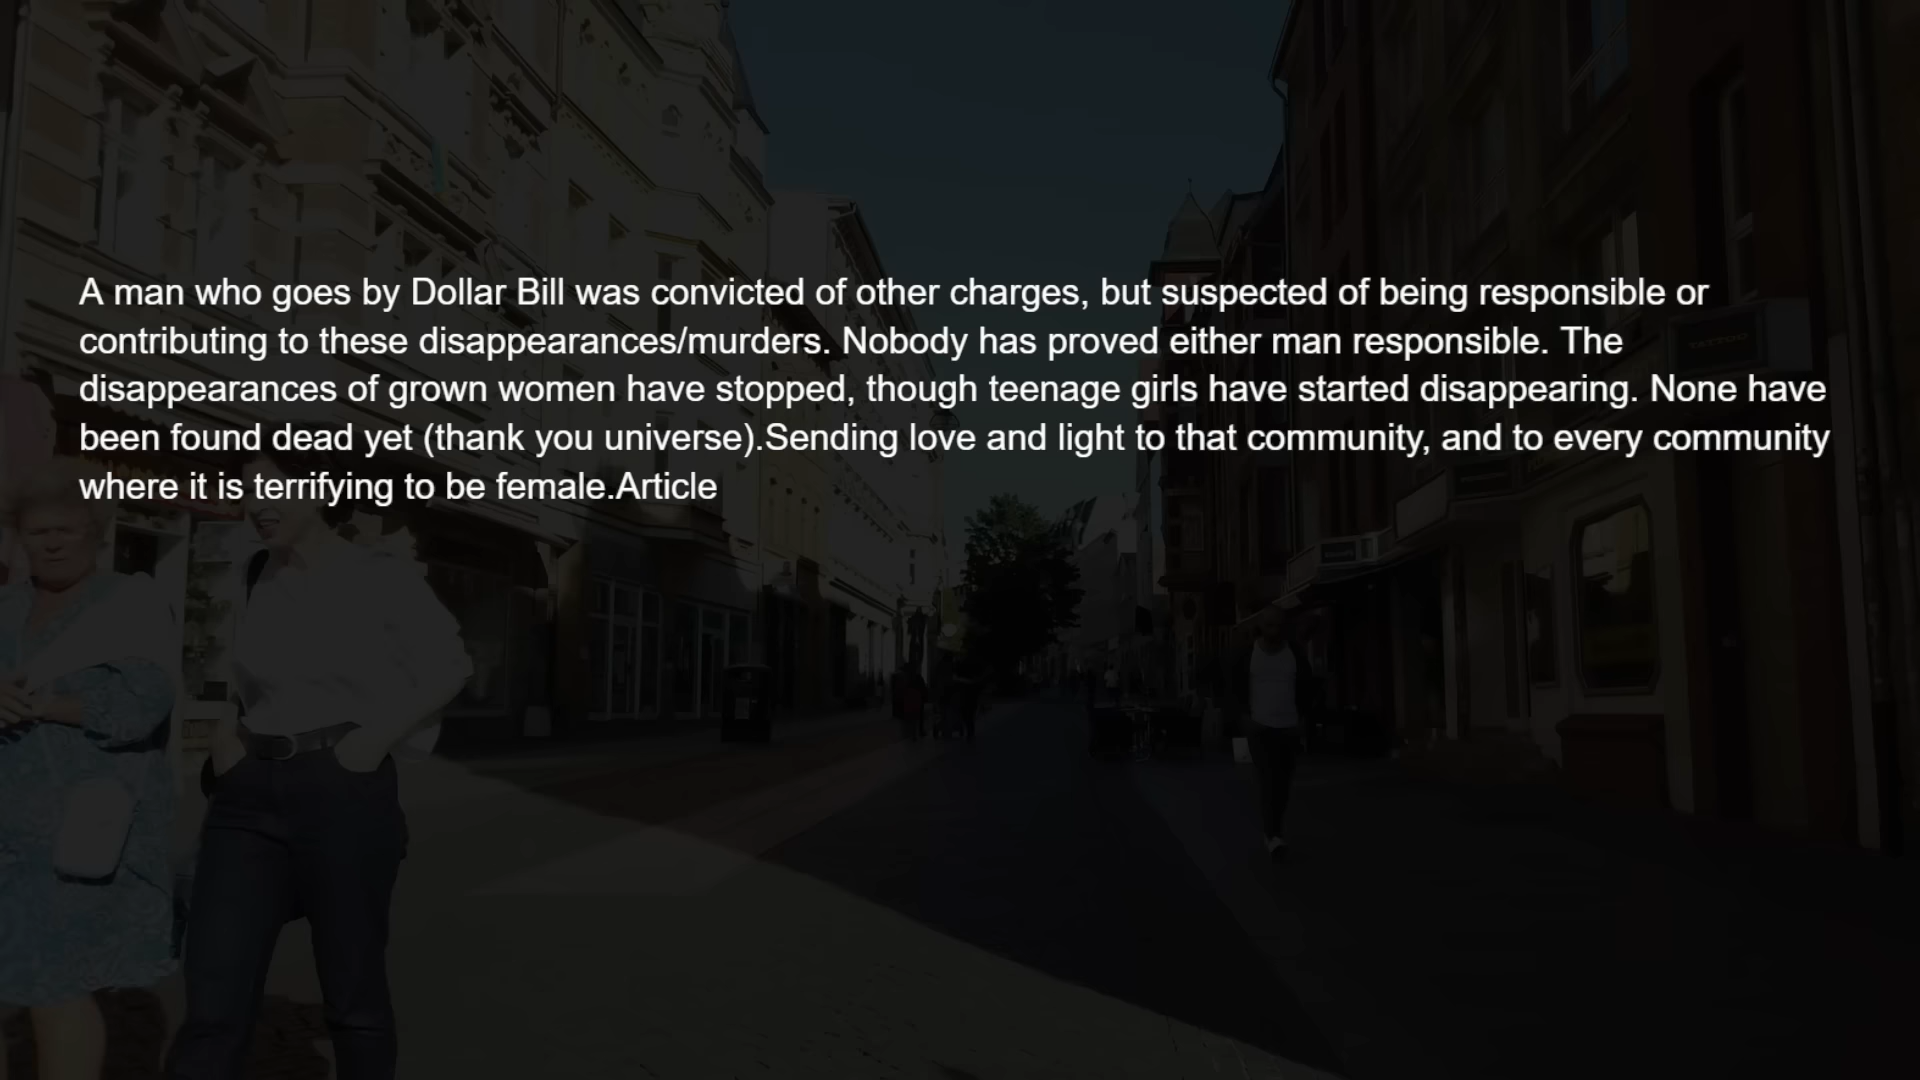 A man who goes by Dollar Bill was convicted of other charges, but suspected of being responsible or
contributing to these disappearances/murders. Nobody has proved either man responsible. The
disappearances of grown women have stopped, though teenage girls have started disappearing. None have
been found dead yet (thank you universe).Sending love and light to that community, and to every community
where it is terrifying to be female.Article